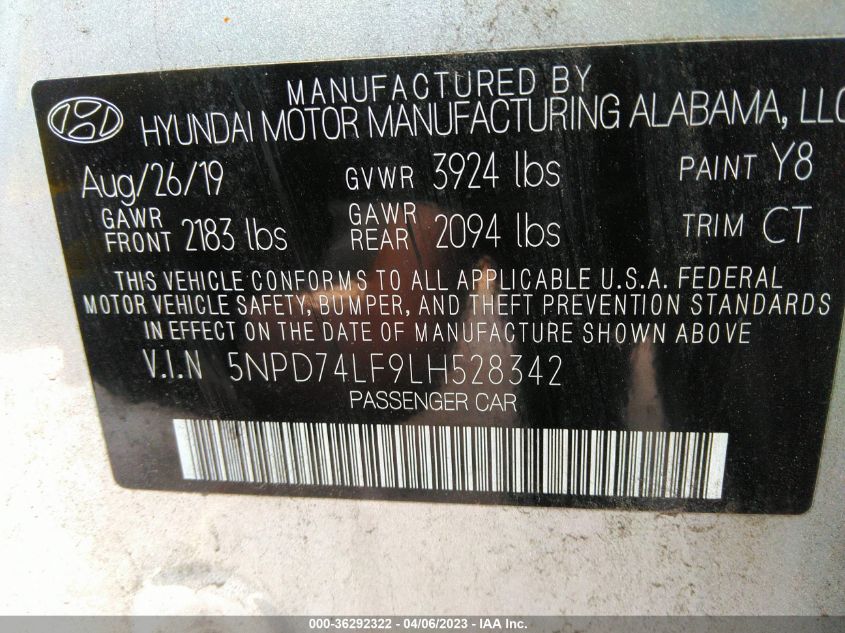 MANUFACTURED BY
HYUNDAI MOTOR MANUFACTURING ALABAMA, LLC
Aug/26/19 GVWR 3924 lbs PAINT Y8
GAWR FRONT 2183 lbs GAWR REAR 2094 lbs TRIM CT
THIS VEHICLE CONFORMS TO ALL APPLICABLE U.S.A. FEDERAL
MOTOR VEHICLE SAFETY, BUMPER, AND THEFT PREVENTION STANDARDS
IN EFFECT ON THE DATE OF MANUFACTURE SHOWN ABOVE
V.I.N 5NPD74LF9LH528342
PASSENGER CAR
000-36292322 - 04/06/2023 - IAA Inc.